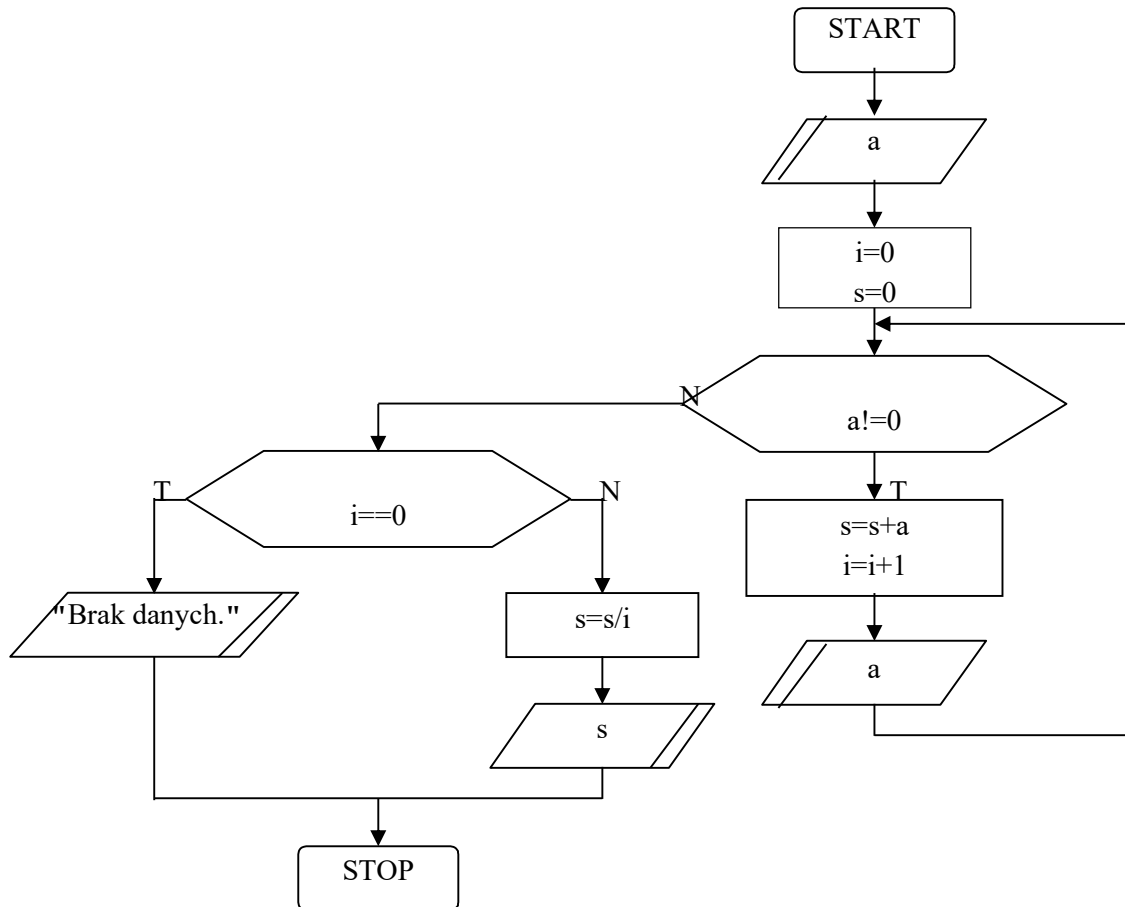 START
a
i=0
s=0
N
a!=0
T
N
T
i==0
s=s+a
i=i+1
"Brak danych."
s=s/i
a
s
STOP